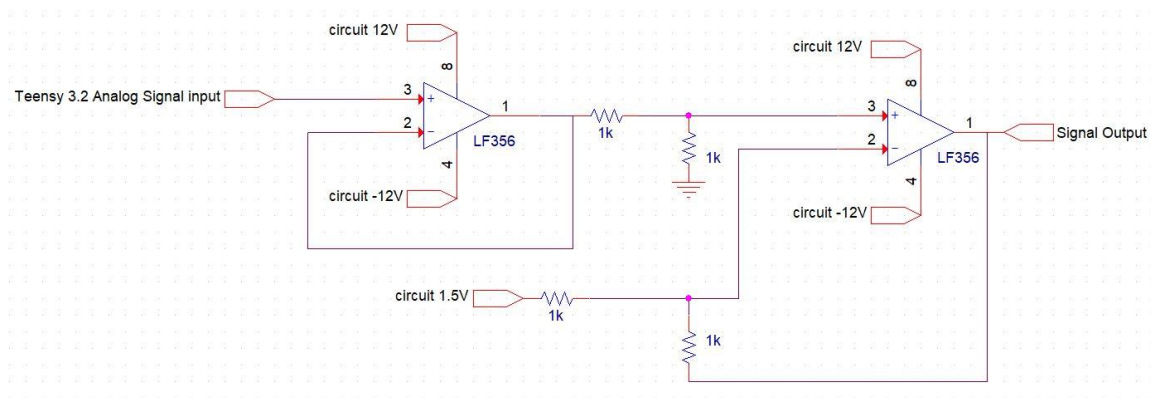 circuit 12V
8
Teensy 3.2 Analog Signal input
3
+
1
2
-
LF356
4
circuit -12V
1k
1k
circuit 12V
8
3
+
1
2
-
Signal Output
LF356
4
circuit -12V
circuit 1.5V
1k
1k